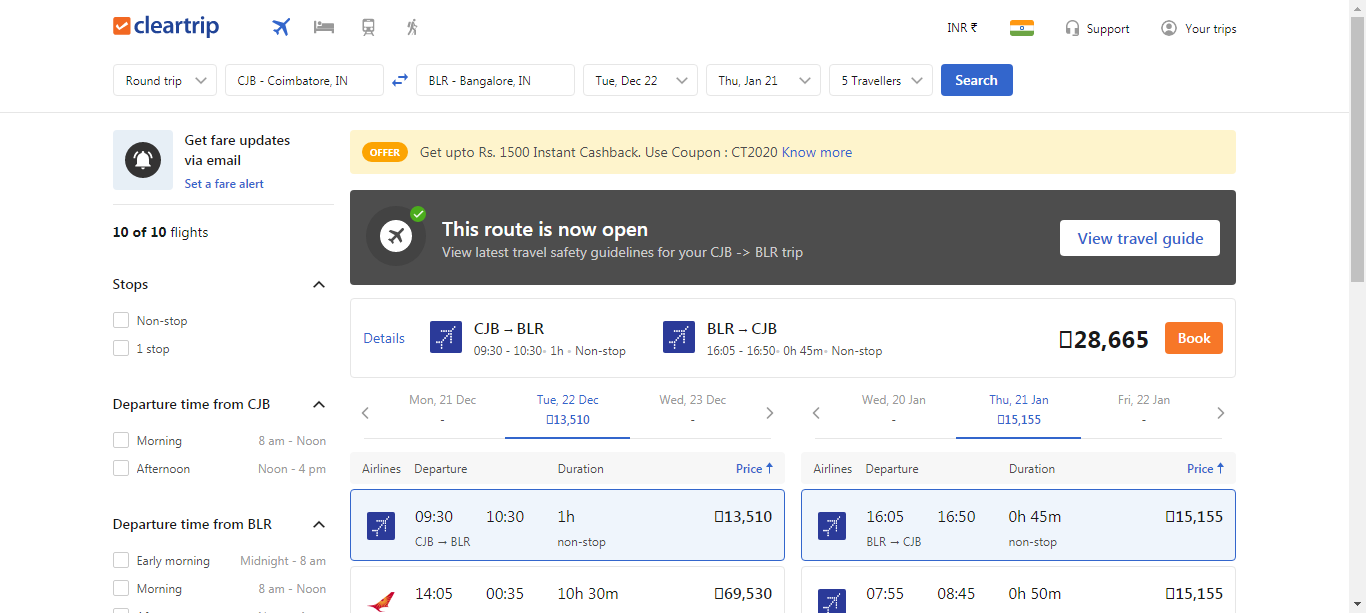 cleartrip
INR ₹
Support
Your trips
Round trip
CJB - Coimbatore, IN
BLR - Bangalore, IN
Tue, Dec 22
Thu, Jan 21
5 Travellers
Search
Get fare updates
via email
Set a fare alert
10 of 10 flights
Stops
Non-stop
1 stop
Departure time from CJB
Morning 8 am - Noon
Afternoon Noon - 4 pm
Departure time from BLR
Early morning Midnight - 8 am
Morning 8 am - Noon
OFFER Get upto Rs. 1500 Instant Cashback. Use Coupon : CT2020 Know more
This route is now open
View latest travel safety guidelines for your CJB -> BLR trip
View travel guide
Details
CJB → BLR
09:30 - 10:30• 1h • Non-stop
BLR → CJB
16:05 - 16:50• 0h 45m• Non-stop
▯28,665
Book
Mon, 21 Dec
-
Tue, 22 Dec
▯13,510
Wed, 23 Dec
-
Airlines Departure Duration Price ↑
09:30 10:30 1h ▯13,510
CJB → BLR non-stop
14:05 00:35 10h 30m ▯69,530
Wed, 20 Jan
-
Thu, 21 Jan
▯15,155
Fri, 22 Jan
-
Airlines Departure Duration Price ↑
16:05 16:50 0h 45m ▯15,155
BLR → CJB non-stop
07:55 08:45 0h 50m ▯15,155